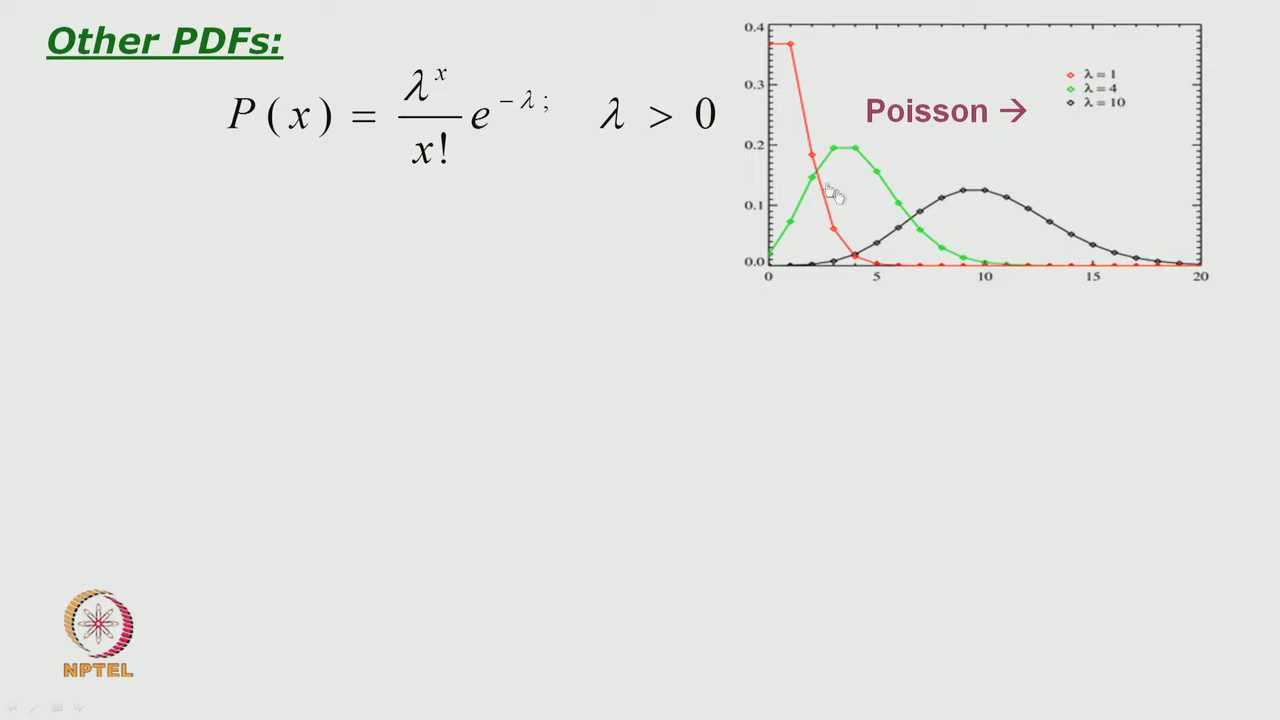 Other PDFs:
P(x) = λ^x / x! e^{−λ}; λ > 0
0.4
0.3
0.2
0.1
0.0
λ = 1
λ = 4
λ = 10
Poisson →
0 5 10 15 20
NPTEL